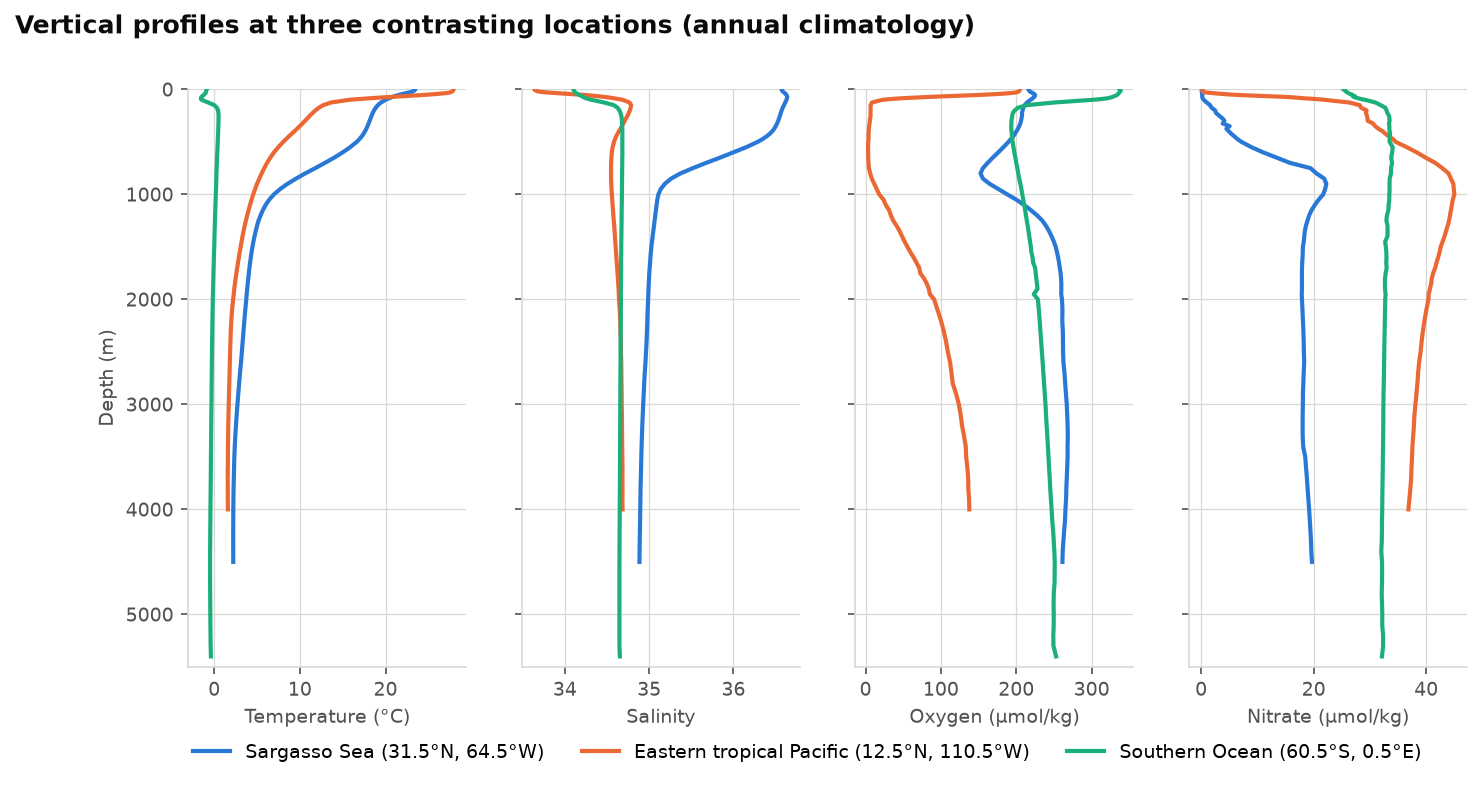 Vertical profiles at three contrasting locations (annual climatology)
Depth (m)
0
1000
2000
3000
4000
5000
0 10 20
34 35 36
0 100 200 300
0 20 40
Temperature (°C)
Salinity
Oxygen (µmol/kg)
Nitrate (µmol/kg)
Sargasso Sea (31.5°N, 64.5°W)
Eastern tropical Pacific (12.5°N, 110.5°W)
Southern Ocean (60.5°S, 0.5°E)